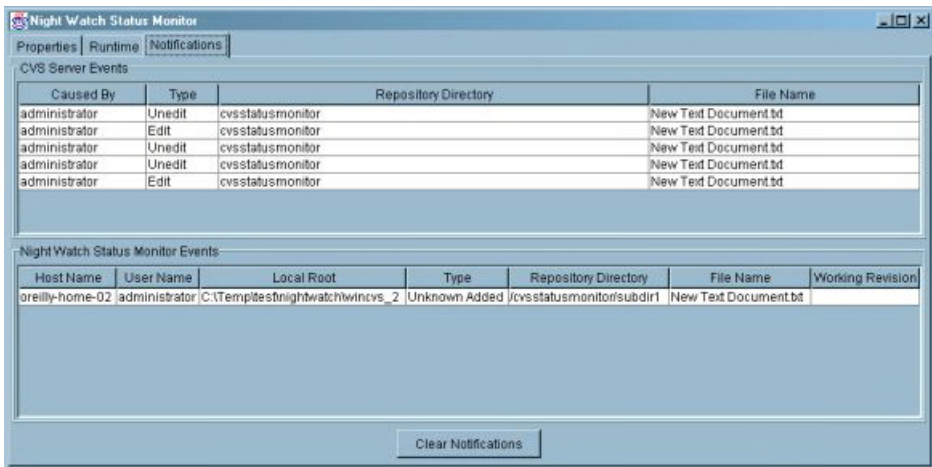 Night Watch Status Monitor
Properties Runtime Notifications
CVS Server Events
Caused By Type Repository Directory File Name
administrator Unedit cvsstatusmonitor New Text Document.txt
administrator Edit cvsstatusmonitor New Text Document.txt
administrator Unedit cvsstatusmonitor New Text Document.txt
administrator Unedit cvsstatusmonitor New Text Document.txt
administrator Edit cvsstatusmonitor New Text Document.txt
Night Watch Status Monitor Events
Host Name User Name Local Root Type Repository Directory File Name Working Revision
oreilly-home-02 administrator C:\Temp\test\nightwatch\wincvs_2 Unknown Added /cvsstatusmonitor/subdir1 New Text Document.txt
Clear Notifications